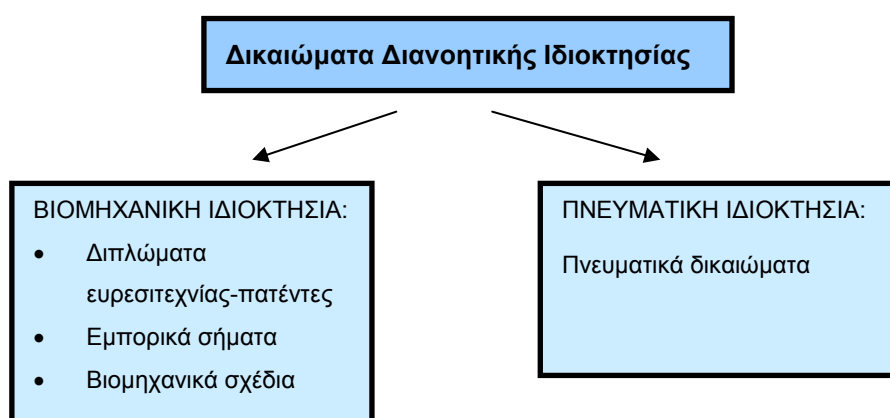 Δικαιώματα Διανοητικής Ιδιοκτησίας
ΒΙΟΜΗΧΑΝΙΚΗ ΙΔΙΟΚΤΗΣΙΑ:
• Διπλώματα
ευρεσιτεχνίας-πατέντες
• Εμπορικά σήματα
• Βιομηχανικά σχέδια
ΠΝΕΥΜΑΤΙΚΗ ΙΔΙΟΚΤΗΣΙΑ:
Πνευματικά δικαιώματα